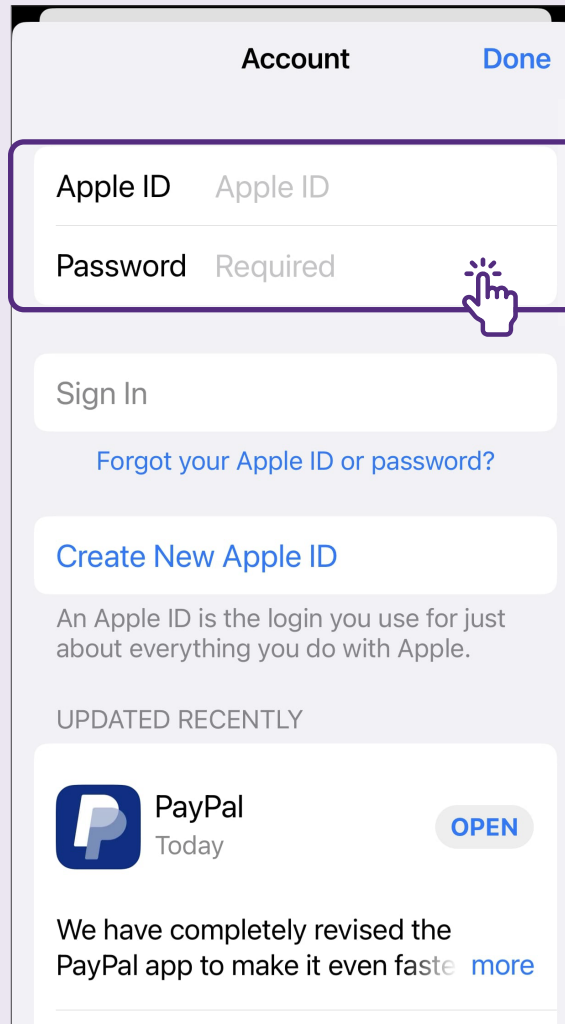 Account Done
Apple ID Apple ID
Password Required
Sign In
Forgot your Apple ID or password?
Create New Apple ID
An Apple ID is the login you use for just
about everything you do with Apple.
UPDATED RECENTLY
PayPal
Today
OPEN
We have completely revised the
PayPal app to make it even faste more